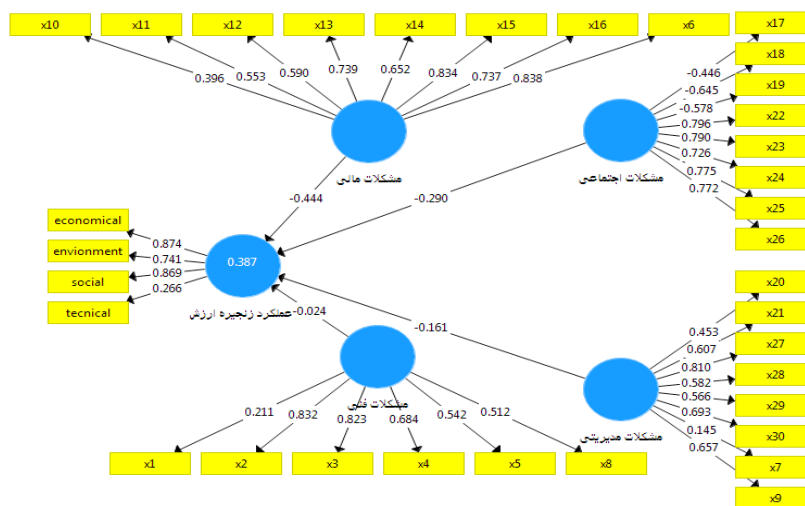 x10
x11
x12
x13
x14
x15
x16
x6
x17
x18
x19
x22
x23
x24
x25
x26
0.396
0.553
0.590
0.739
0.652
0.834
0.737
0.838
-0.446
-0.645
-0.578
0.796
0.790
0.726
0.775
0.772
مشکلات مالی
مشکلات اجتماعی
-0.444
-0.290
economical
envionment
social
tecnical
0.874
0.741
0.869
0.266
0.387
عملکرد زنجیره ارزش
-0.024
-0.161
مشکلات فنی
0.211
0.832
0.823
0.684
0.542
0.512
x1
x2
x3
x4
x5
x8
مشکلات مدیریتی
0.453
0.607
0.810
0.582
0.566
0.693
0.145
0.657
x20
x21
x27
x28
x29
x30
x7
x9